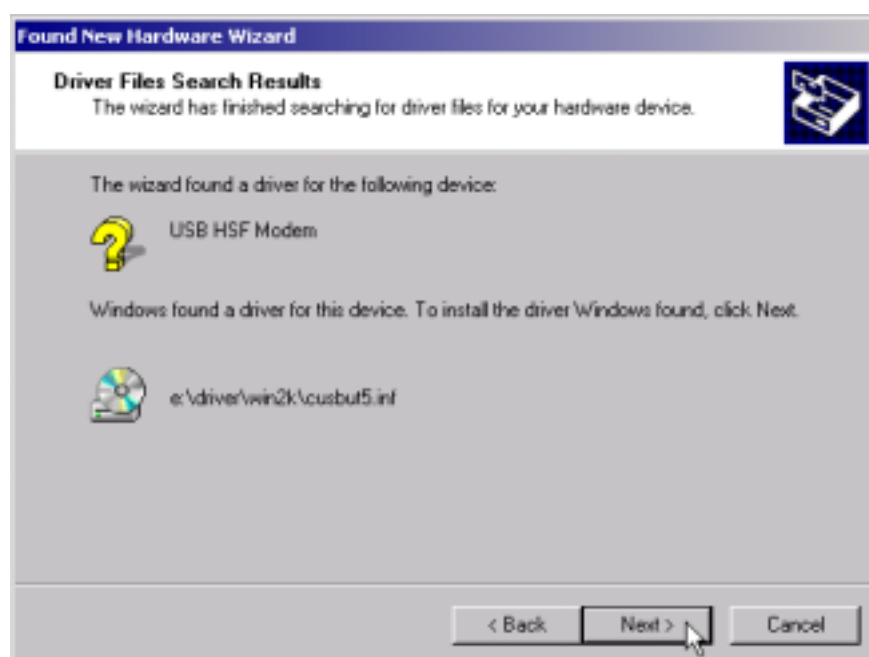 Found New Hardware Wizard
Driver Files Search Results
The wizard has finished searching for driver files for your hardware device.
The wizard found a driver for the following device:
USB HSF Modem
Windows found a driver for this device. To install the driver Windows found, click Next.
e:\driver\win2k\cusbut5.inf
< Back Next > Cancel